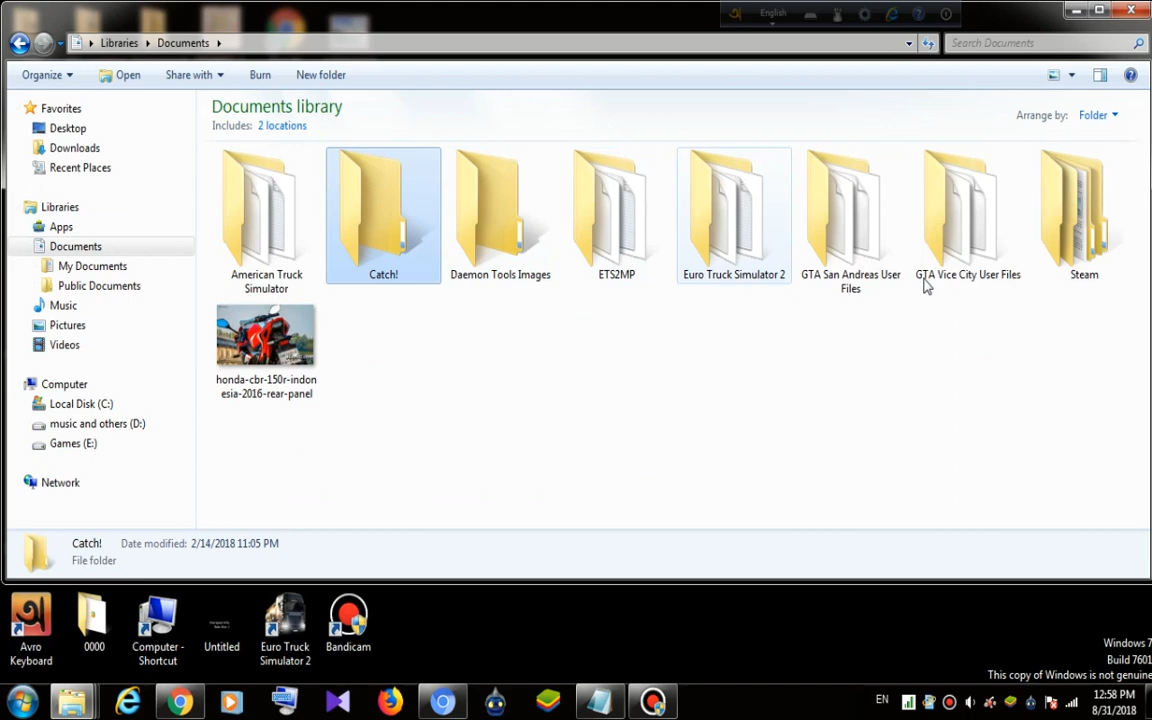 অ English
Libraries Documents
Search Documents
Organize Open Share with Burn New folder
Favorites
Desktop
Downloads
Recent Places
Libraries
Apps
Documents
My Documents
Public Documents
Music
Pictures
Videos
Computer
Local Disk (C:)
music and others (D:)
Games (E:)
Network
Documents library
Includes: 2 locations
Arrange by: Folder
American Truck
Simulator
Catch!
Daemon Tools Images
ETS2MP
Euro Truck Simulator 2
GTA San Andreas User
Files
GTA Vice City User Files
Steam
honda-cbr-150r-indon
esia-2016-rear-panel
Catch! Date modified: 2/14/2018 11:05 PM
File folder
অ
Avro
Keyboard
0000
Computer -
Shortcut
Untitled
Euro Truck
Simulator 2
Bandicam
Windows 7
Build 7601
This copy of Windows is not genuine
EN
12:58 PM
8/31/2018